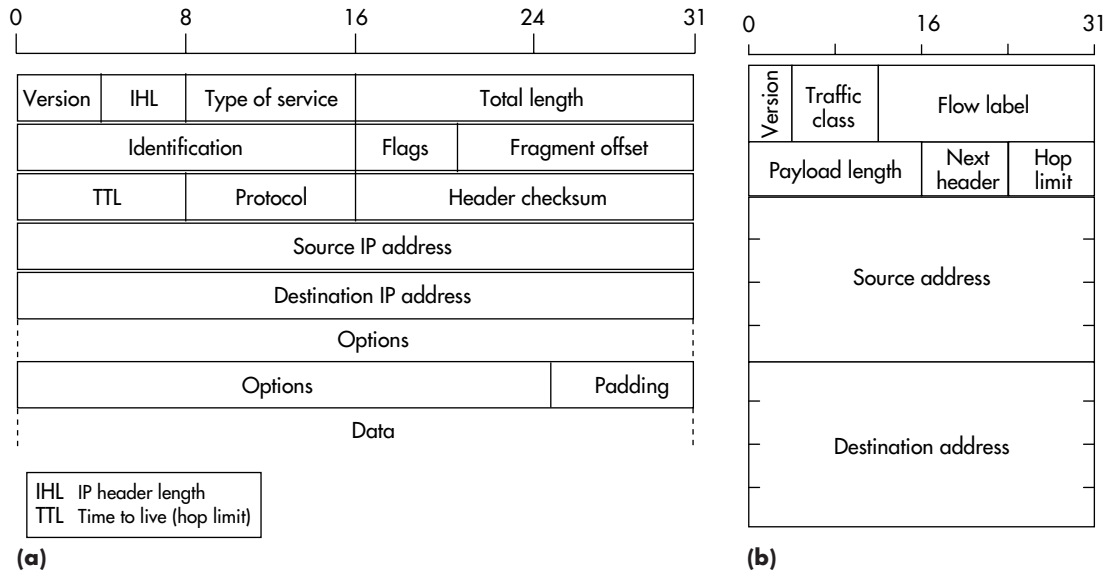 0 8 16 24 31
Version IHL Type of service Total length
Identification Flags Fragment offset
TTL Protocol Header checksum
Source IP address
Destination IP address
Options
Options Padding
Data
IHL IP header length
TTL Time to live (hop limit)
(a)
0 16 31
Version
Traffic
class
Flow label
Payload length
Next
header
Hop
limit
Source address
Destination address
(b)